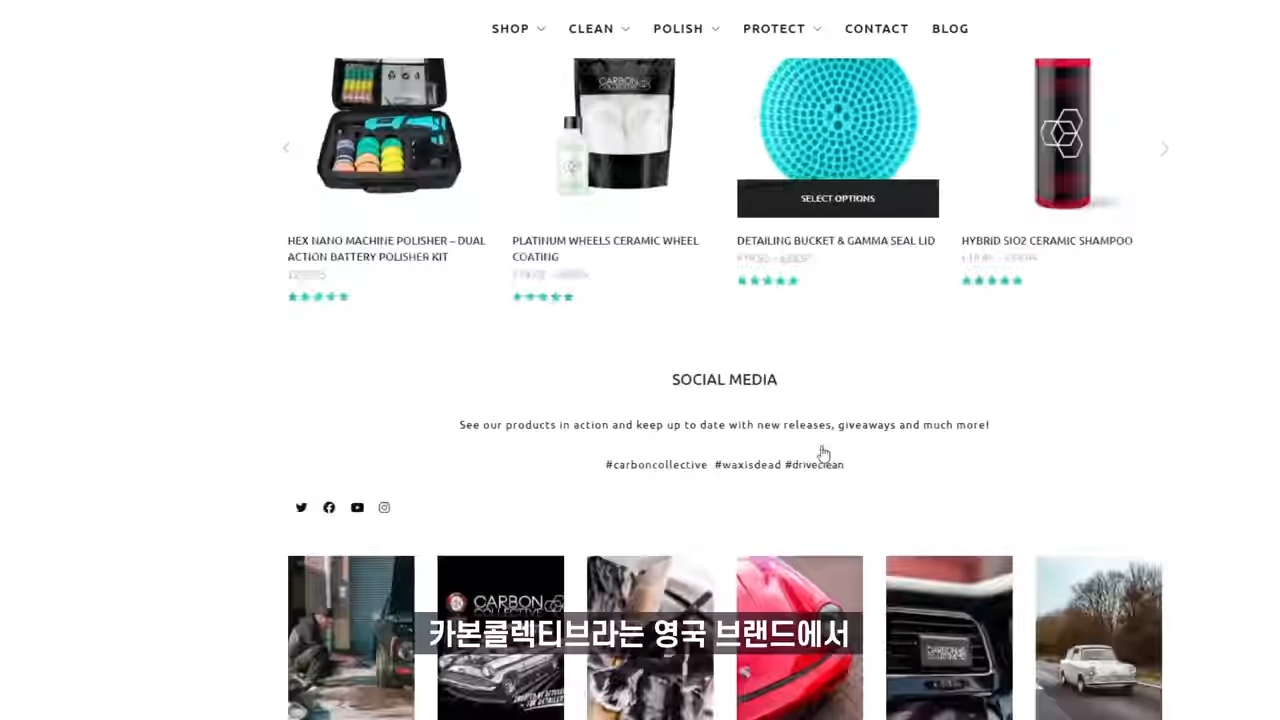 SHOP CLEAN POLISH PROTECT CONTACT BLOG
CARBON
SELECT OPTIONS
HEX NANO MACHINE POLISHER – DUAL
ACTION BATTERY POLISHER KIT
PLATINUM WHEELS CERAMIC WHEEL
COATING
DETAILING BUCKET & GAMMA SEAL LID
HYBRID SIO2 CERAMIC SHAMPOO
SOCIAL MEDIA
See our products in action and keep up to date with new releases, giveaways and much more!
#carboncollective #waxisdead #driveclean
CARBON
COLLECTIVE
카본콜렉티브라는 영국 브랜드에서